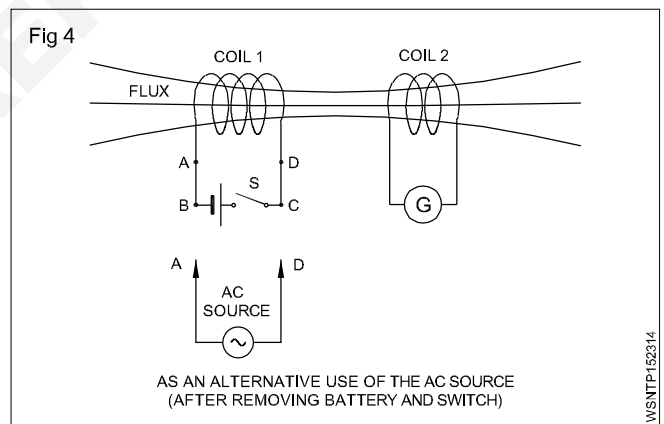 Fig 4
COIL 1
COIL 2
FLUX
A
D
S
B
C
G
A
D
AC
SOURCE
AS AN ALTERNATIVE USE OF THE AC SOURCE
(AFTER REMOVING BATTERY AND SWITCH)
WSNTP152314